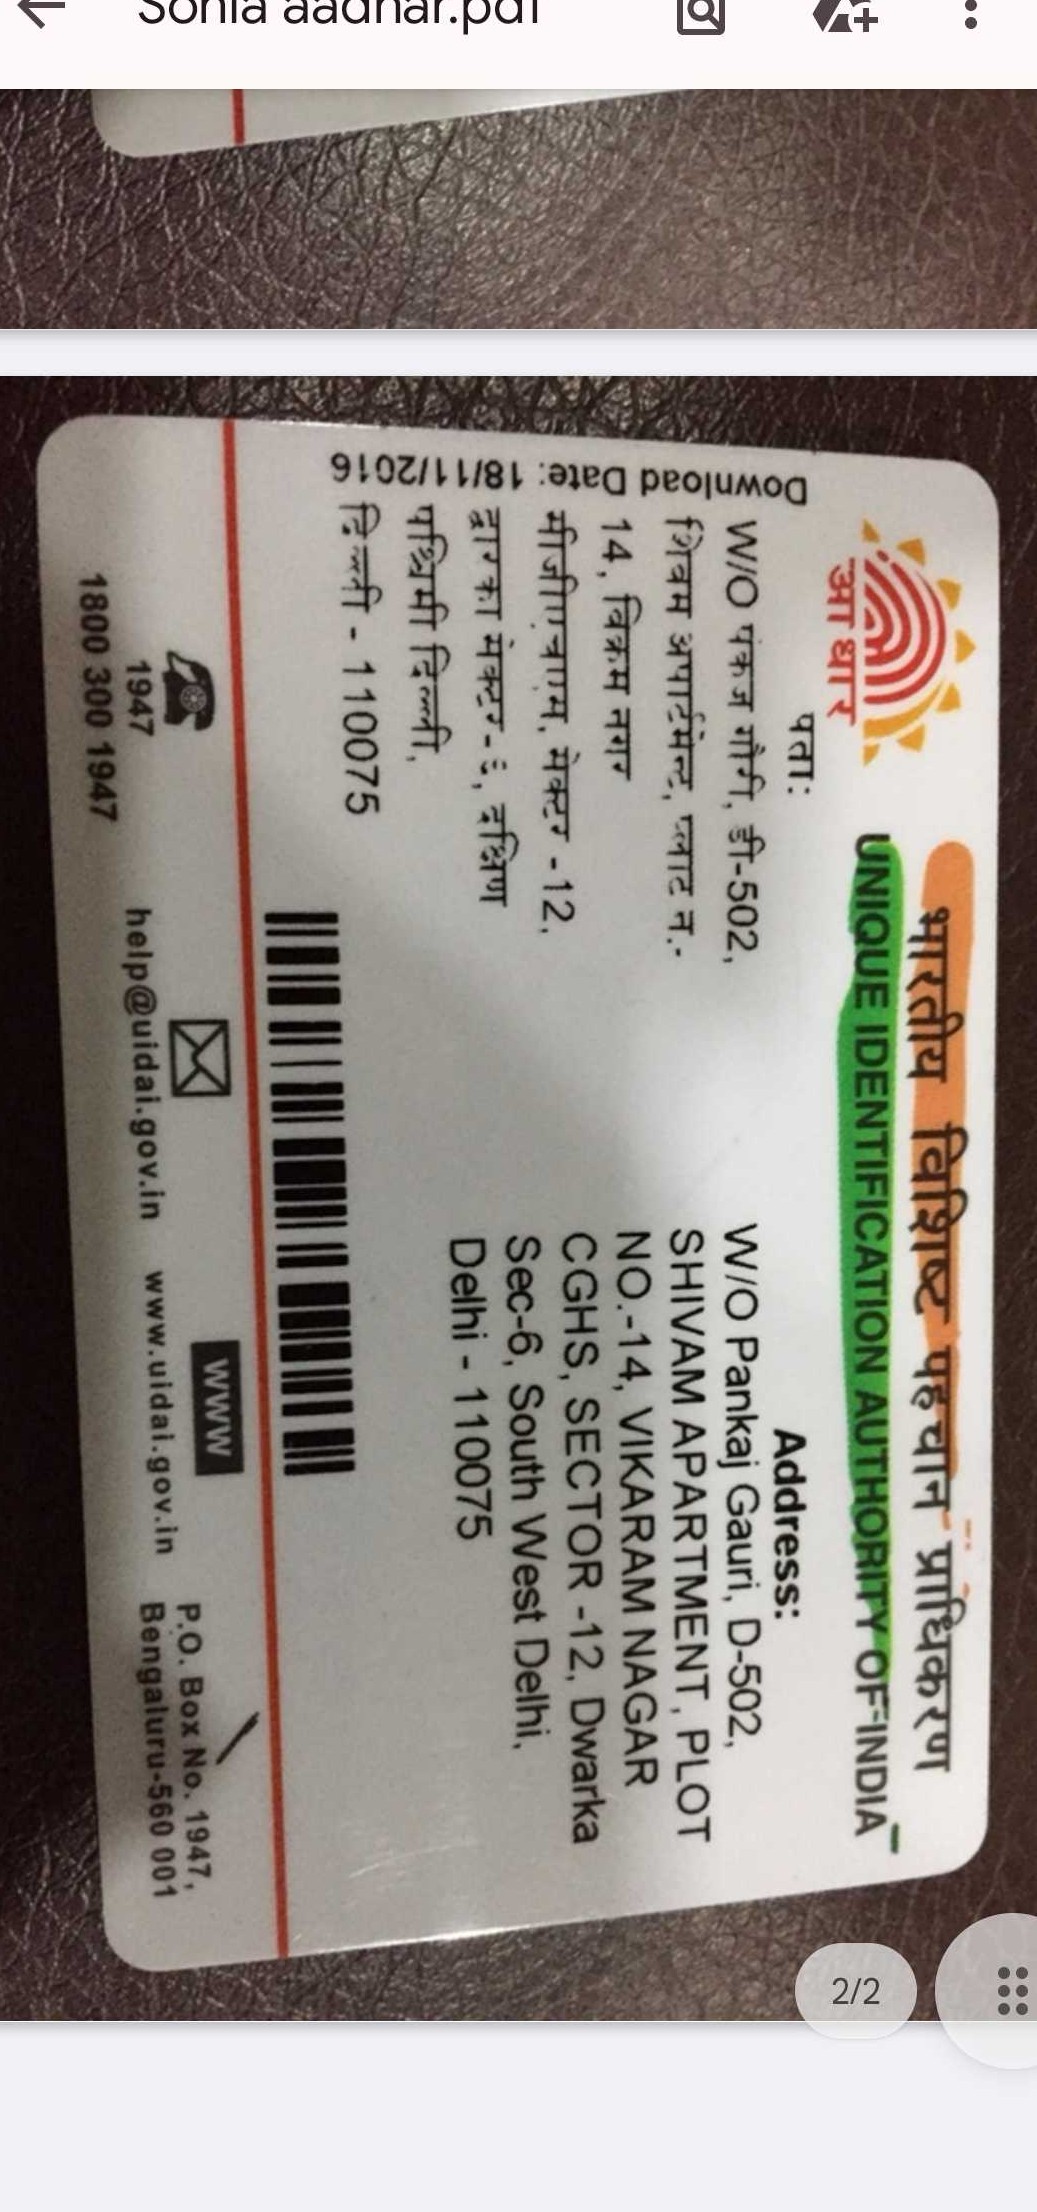 Sonia aadhar.pdf
भारतीय विशिष्ट पहचान प्राधिकरण
UNIQUE IDENTIFICATION AUTHORITY OF INDIA
आधार
Download Date: 18/11/2016
पता:
W/O पंकज गौरी, डी-502,
शिवम अपार्टमेन्ट, प्लाट न.-
14, विक्रम नगर
सीजीएचएस, सेक्टर -12,
द्वारका सेक्टर-६, दक्षिण
पश्चिमी दिल्ली,
दिल्ली - 110075
Address:
W/O Pankaj Gauri, D-502,
SHIVAM APARTMENT, PLOT
NO.-14, VIKARAM NAGAR
CGHS, SECTOR -12, Dwarka
Sec-6, South West Delhi,
Delhi - 110075
1947
1800 300 1947
help@uidai.gov.in
WWW
www.uidai.gov.in
P.O. Box No. 1947,
Bengaluru-560 001
2/2